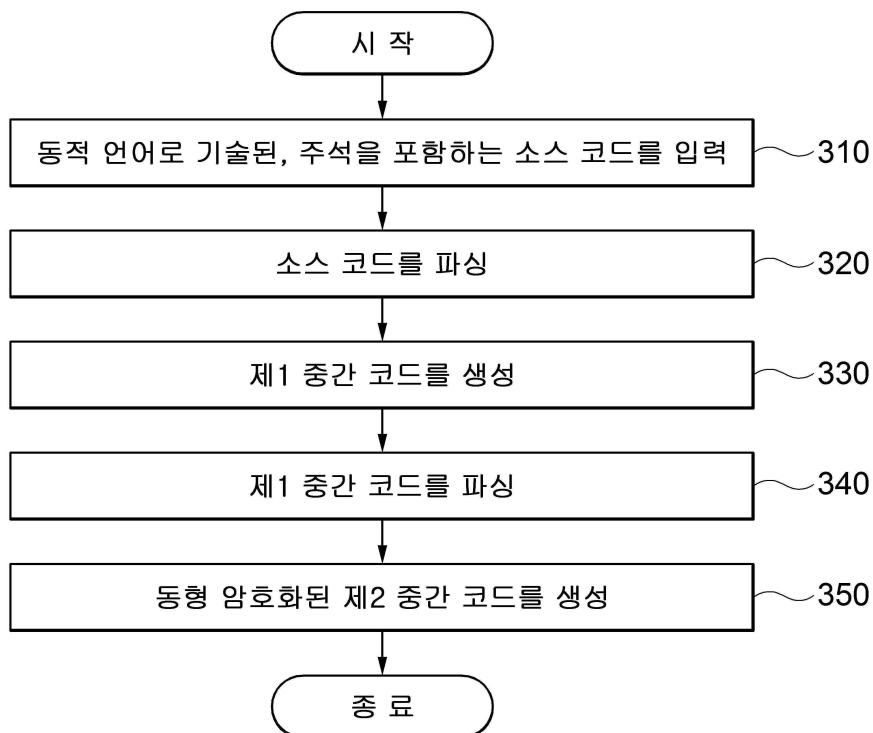 시 작
동적 언어로 기술된, 주석을 포함하는 소스 코드를 입력 310
소스 코드를 파싱 320
제1 중간 코드를 생성 330
제1 중간 코드를 파싱 340
동형 암호화된 제2 중간 코드를 생성 350
종 료